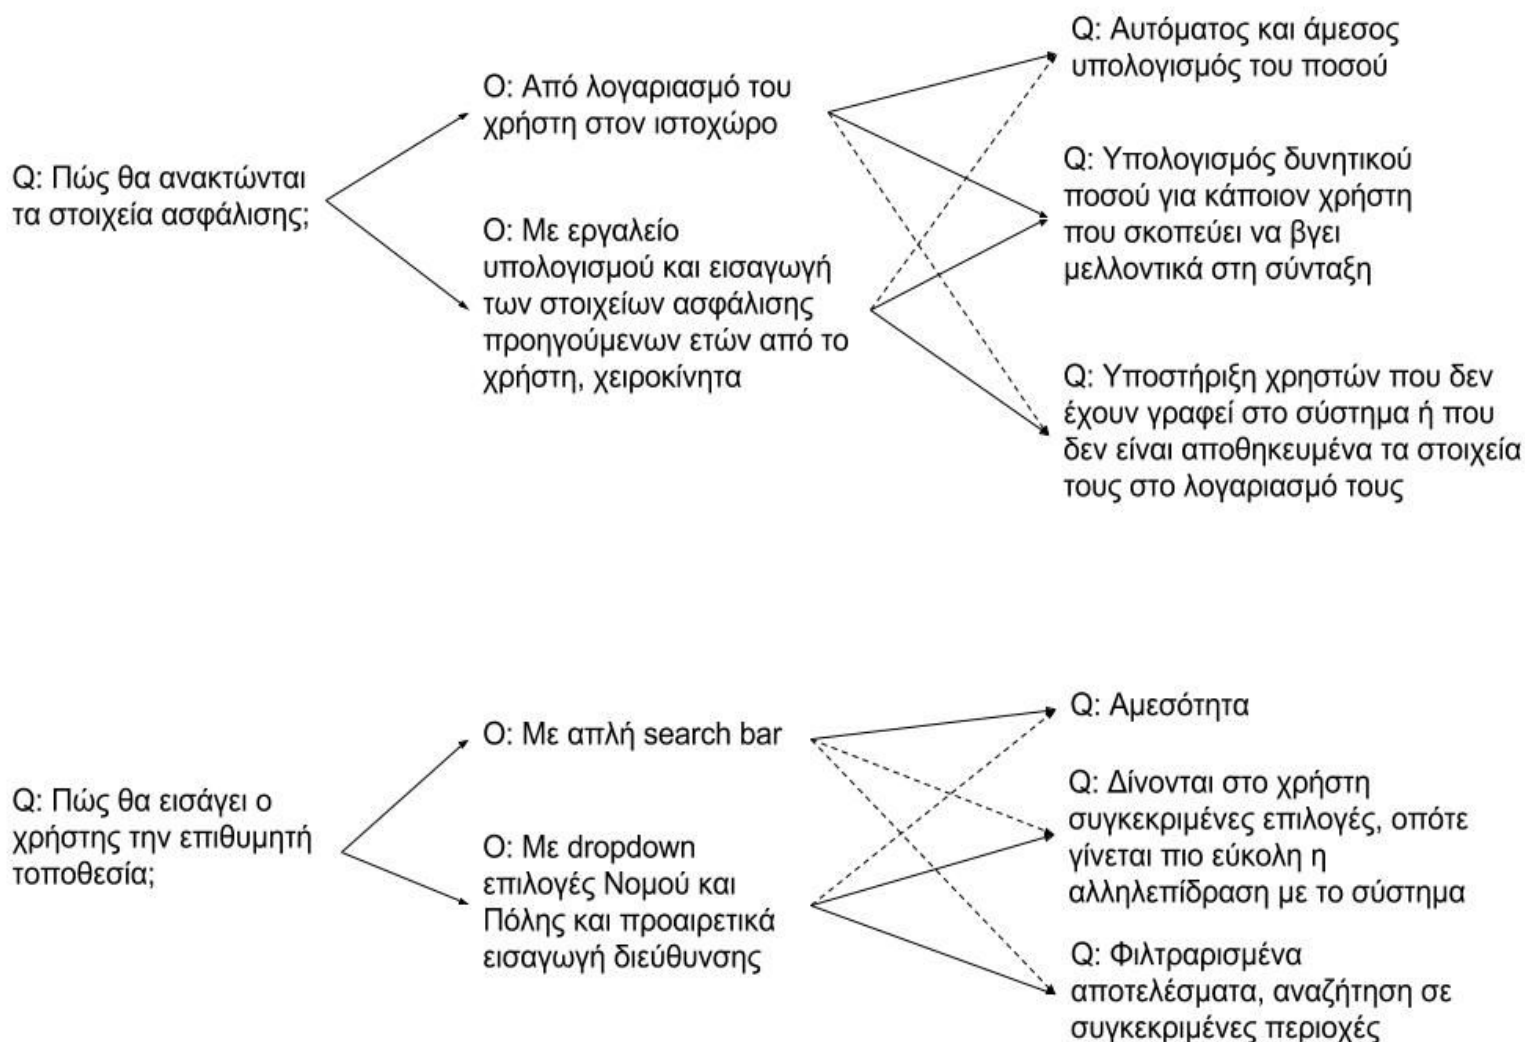 Q: Πώς θα ανακτώνται
τα στοιχεία ασφάλισης;
O: Από λογαριασμό του
χρήστη στον ιστοχώρο
O: Με εργαλείο
υπολογισμού και εισαγωγή
των στοιχείων ασφάλισης
προηγούμενων ετών από το
χρήστη, χειροκίνητα
Q: Αυτόματος και άμεσος
υπολογισμός του ποσού
Q: Υπολογισμός δυνητικού
ποσού για κάποιον χρήστη
που σκοπεύει να βγει
μελλοντικά στη σύνταξη
Q: Υποστήριξη χρηστών που δεν
έχουν γραφεί στο σύστημα ή που
δεν είναι αποθηκευμένα τα στοιχεία
τους στο λογαριασμό τους
Q: Πώς θα εισάγει ο
χρήστης την επιθυμητή
τοποθεσία;
O: Με απλή search bar
O: Με dropdown
επιλογές Νομού και
Πόλης και προαιρετικά
εισαγωγή διεύθυνσης
Q: Αμεσότητα
Q: Δίνονται στο χρήστη
συγκεκριμένες επιλογές, οπότε
γίνεται πιο εύκολη η
αλληλεπίδραση με το σύστημα
Q: Φιλτραρισμένα
αποτελέσματα, αναζήτηση σε
συγκεκριμένες περιοχές